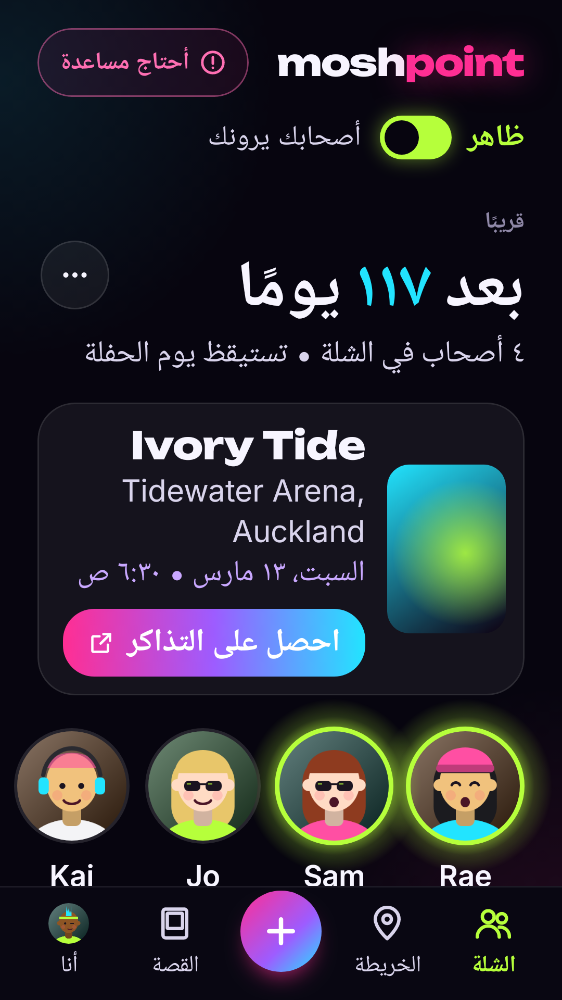 moshpoint
أحتاج مساعدة
ظاهر أصحابك يرونك
قريبًا
بعد ١١٧ يومًا
٤ أصحاب في الشلة • تستيقظ يوم الحفلة
Ivory Tide
Tidewater Arena,
Auckland
السبت، ١٣ مارس • ٦:٣٠ ص
احصل على التذاكر
Rae
Sam
Jo
Kai
الشلة
الخريطة
القصة
أنا